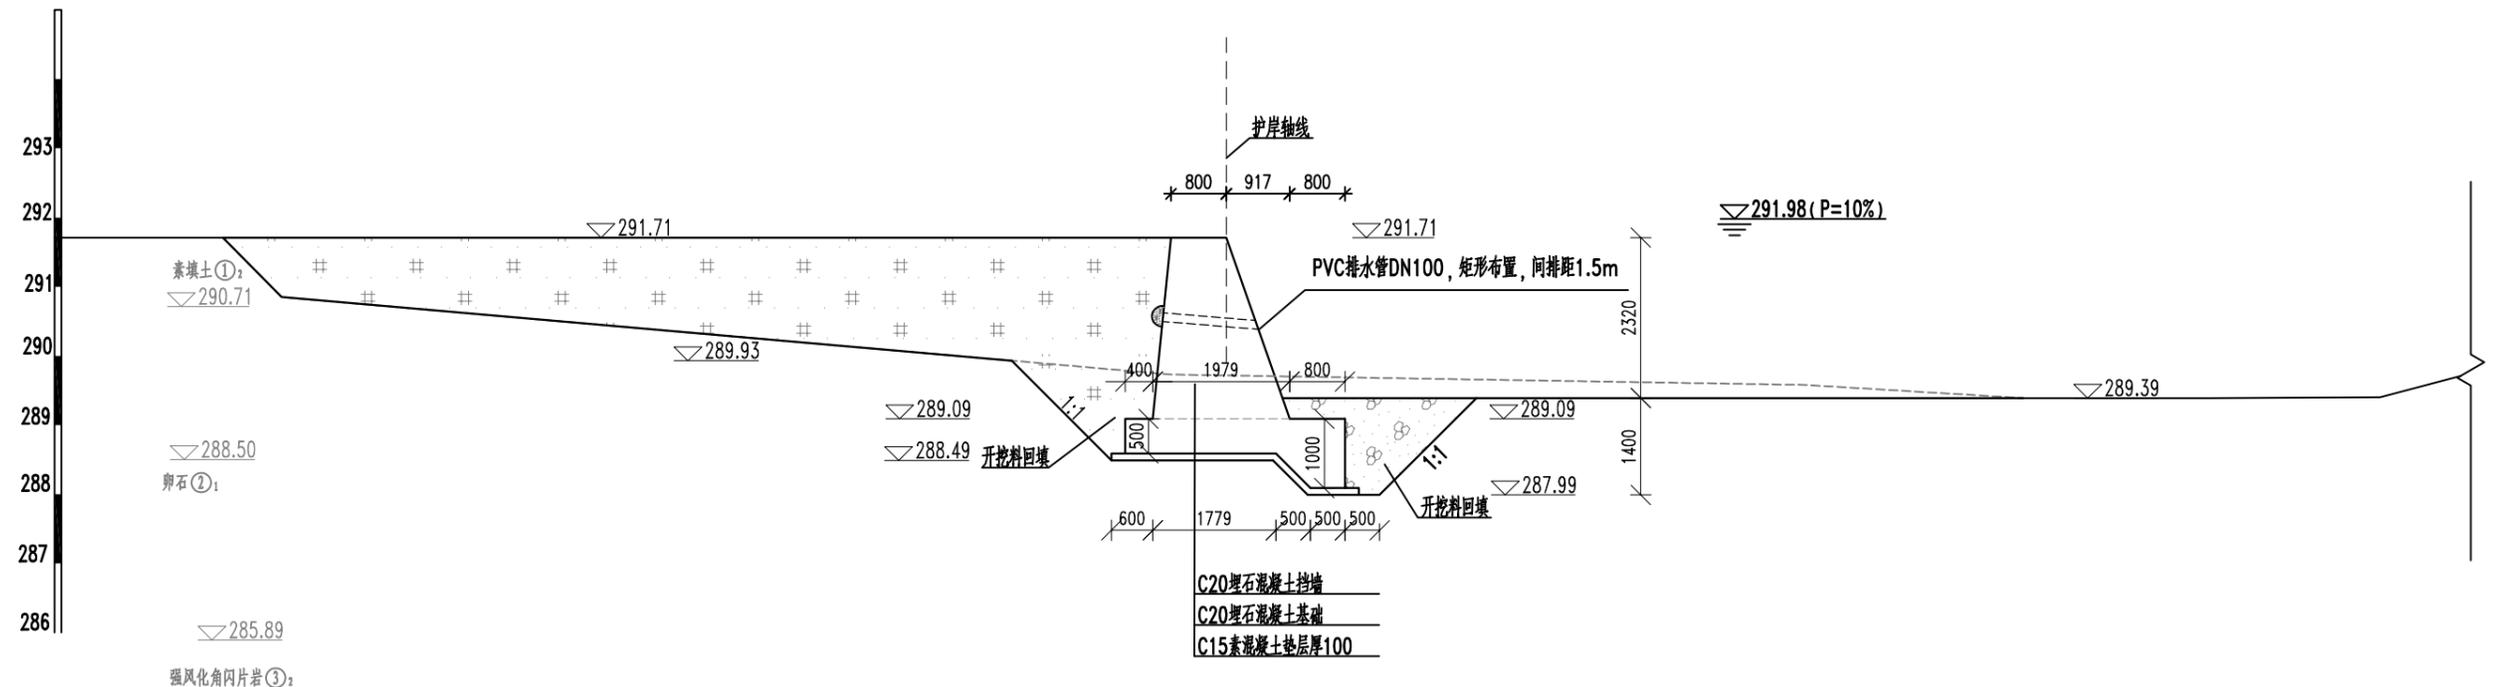 护岸轴线
293
800 917 800
292
291.71
291.71
291.98(P=10%)
素填土①₂
291
290.71
PVC排水管DN100,矩形布置,间排距1.5m
2320
290
289.93
400 1979 800
289.39
1:1
289
289.09
289.09
500
1000
1400
288.50
288.49
开挖料回填
1:1
卵石②₁
288
287.99
开挖料回填
600 1779 500 500 500
287
C20埋石混凝土挡墙
C20埋石混凝土基础
C15素混凝土垫层厚100
286
285.89
强风化角闪片岩③₂